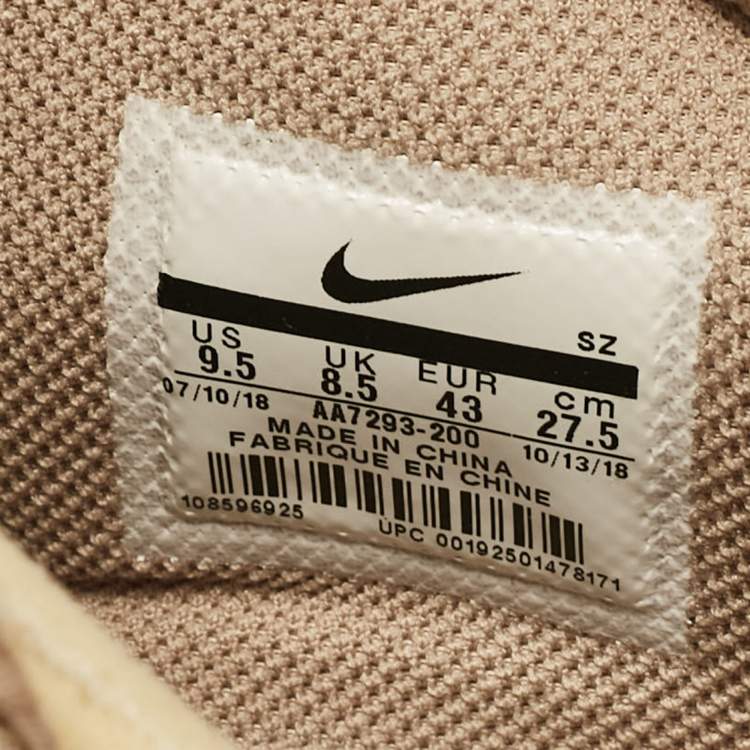 SZ
US UK EUR cm
9.5 8.5 43 27.5
07/10/18 AA7293-200 10/13/18
MADE IN CHINA
FABRIQUE EN CHINE
108596925 UPC 00192501478171